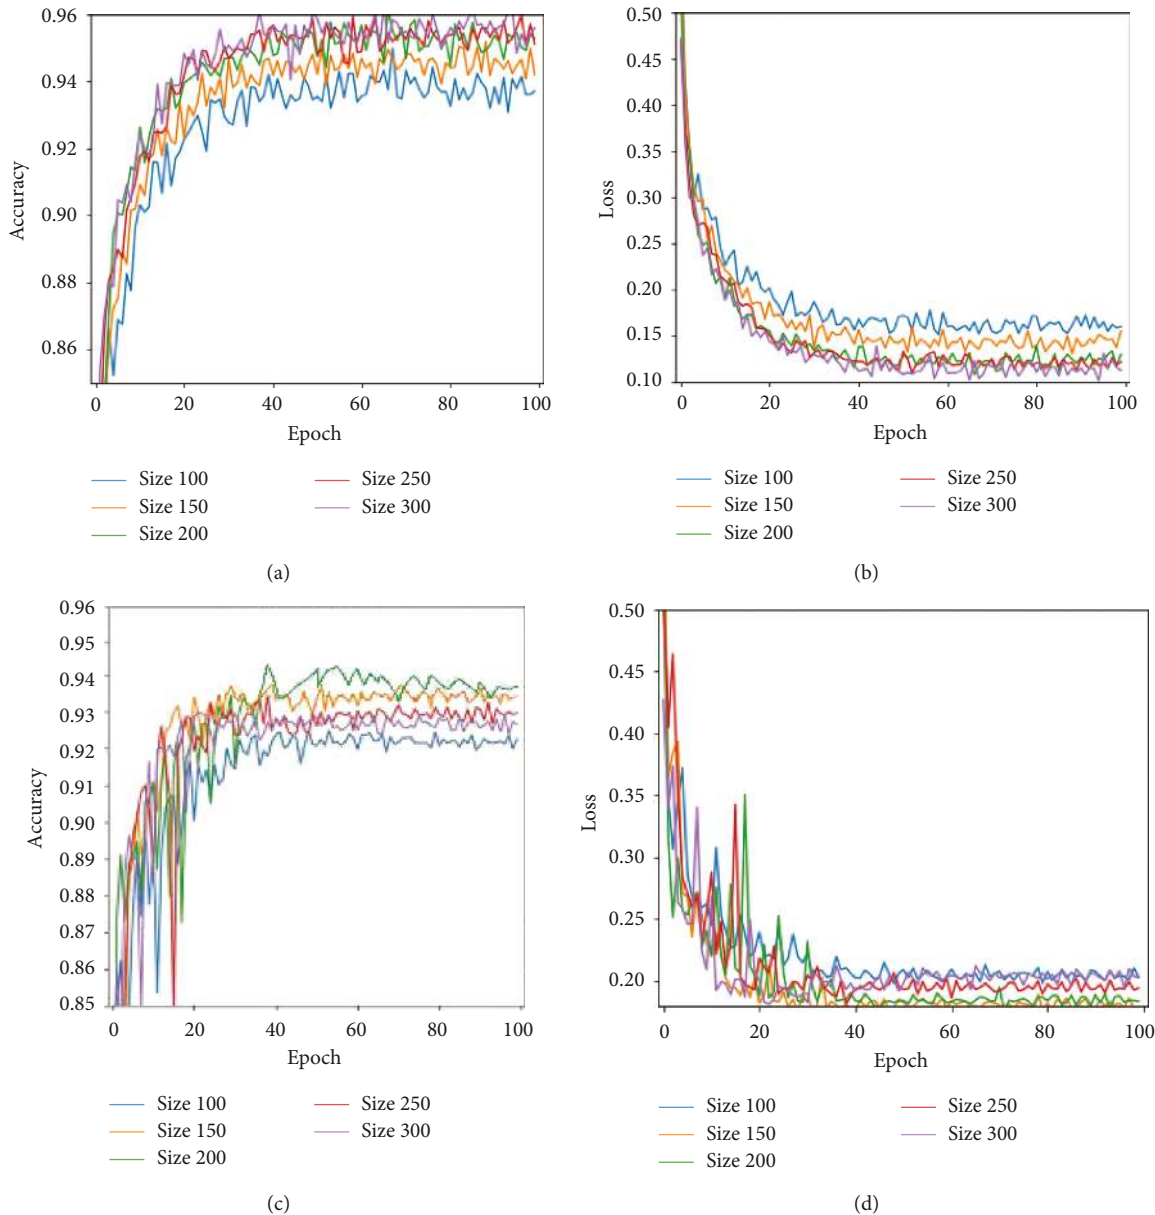 0.96
0.94
0.92
0.90
0.88
0.86
Accuracy
0 20 40 60 80 100
Epoch
Size 100
Size 150
Size 200
Size 250
Size 300
(a)
0.50
0.45
0.40
0.35
0.30
0.25
0.20
0.15
0.10
Loss
0 20 40 60 80 100
Epoch
Size 100
Size 150
Size 200
Size 250
Size 300
(b)
0.96
0.95
0.94
0.93
0.92
0.91
0.90
0.89
0.88
0.87
0.86
0.85
Accuracy
0 20 40 60 80 100
Epoch
Size 100
Size 150
Size 200
Size 250
Size 300
(c)
0.50
0.45
0.40
0.35
0.30
0.25
0.20
Loss
0 20 40 60 80 100
Epoch
Size 100
Size 150
Size 200
Size 250
Size 300
(d)